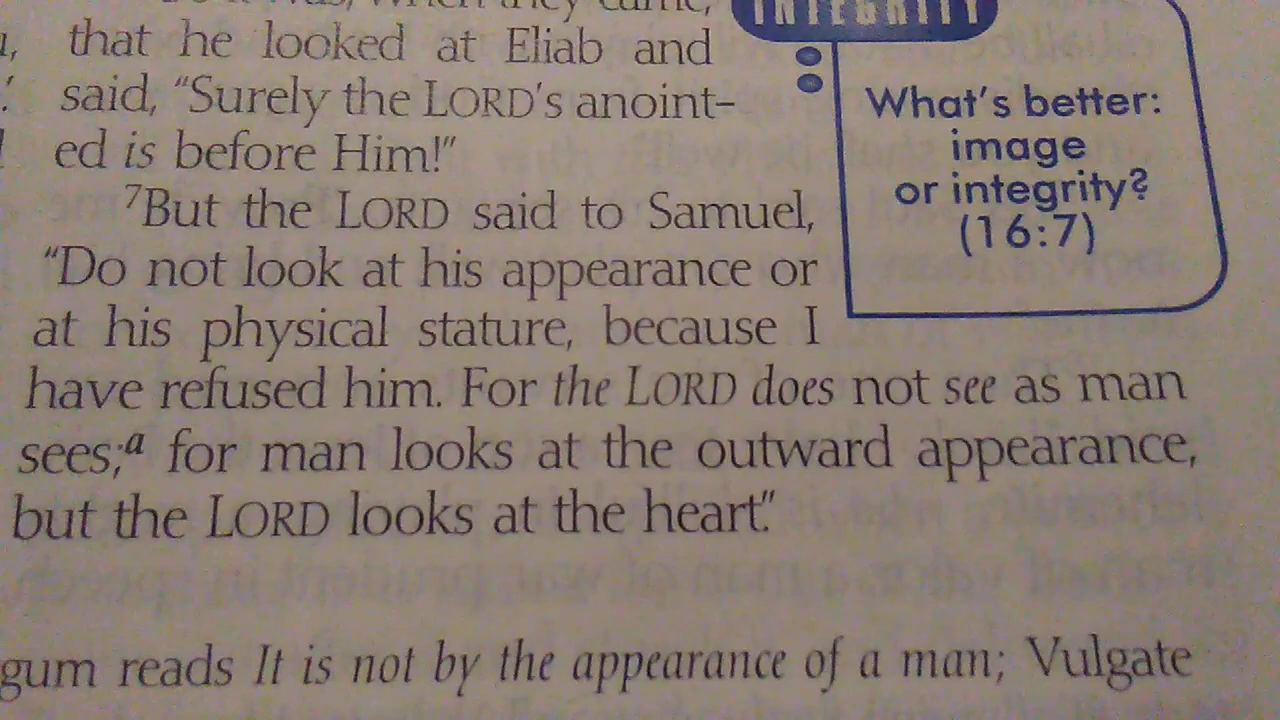 they came,
that he looked at Eliab and
said, “Surely the LORD's anoint-
ed is before Him!”
7But the LORD said to Samuel,
“Do not look at his appearance or
at his physical stature, because I
have refused him. For the LORD does not see as man
sees;a for man looks at the outward appearance,
but the LORD looks at the heart.”
gum reads It is not by the appearance of a man; Vulgate
INTEGRITY
What's better:
image
or integrity?
(16:7)